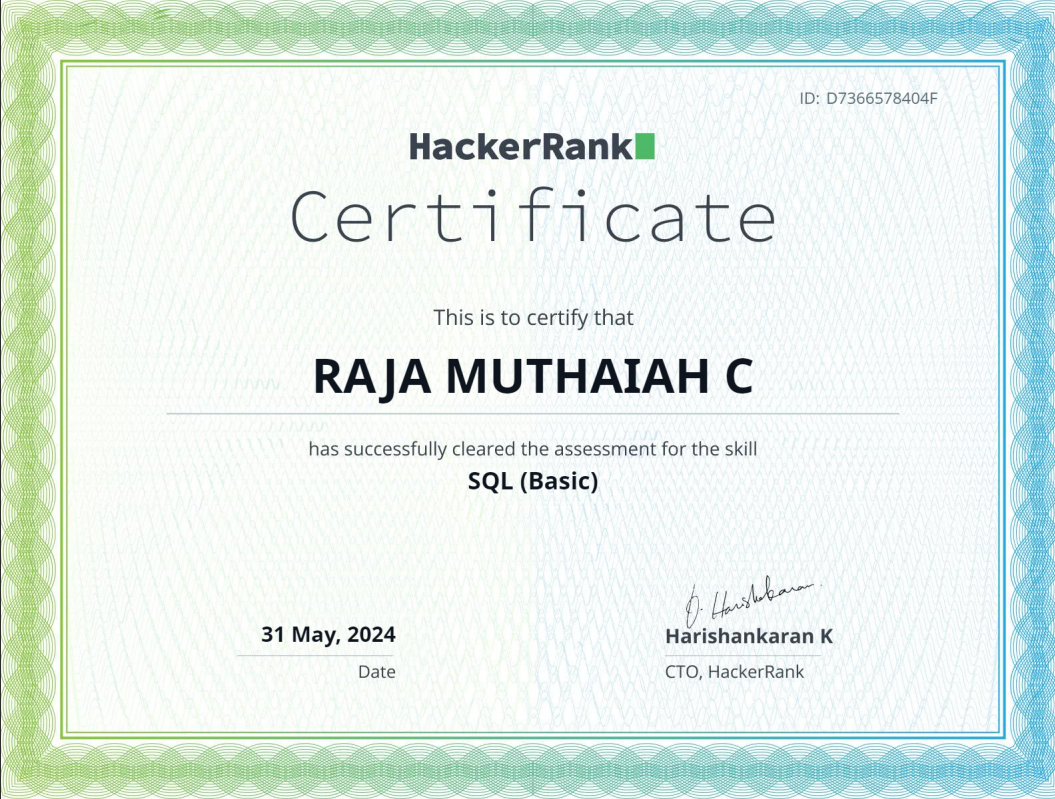 ID: D7366578404F
HackerRank
Certificate
This is to certify that
RAJA MUTHAIAH C
has successfully cleared the assessment for the skill
SQL (Basic)
31 May, 2024
Date
Harishankaran K
CTO, HackerRank